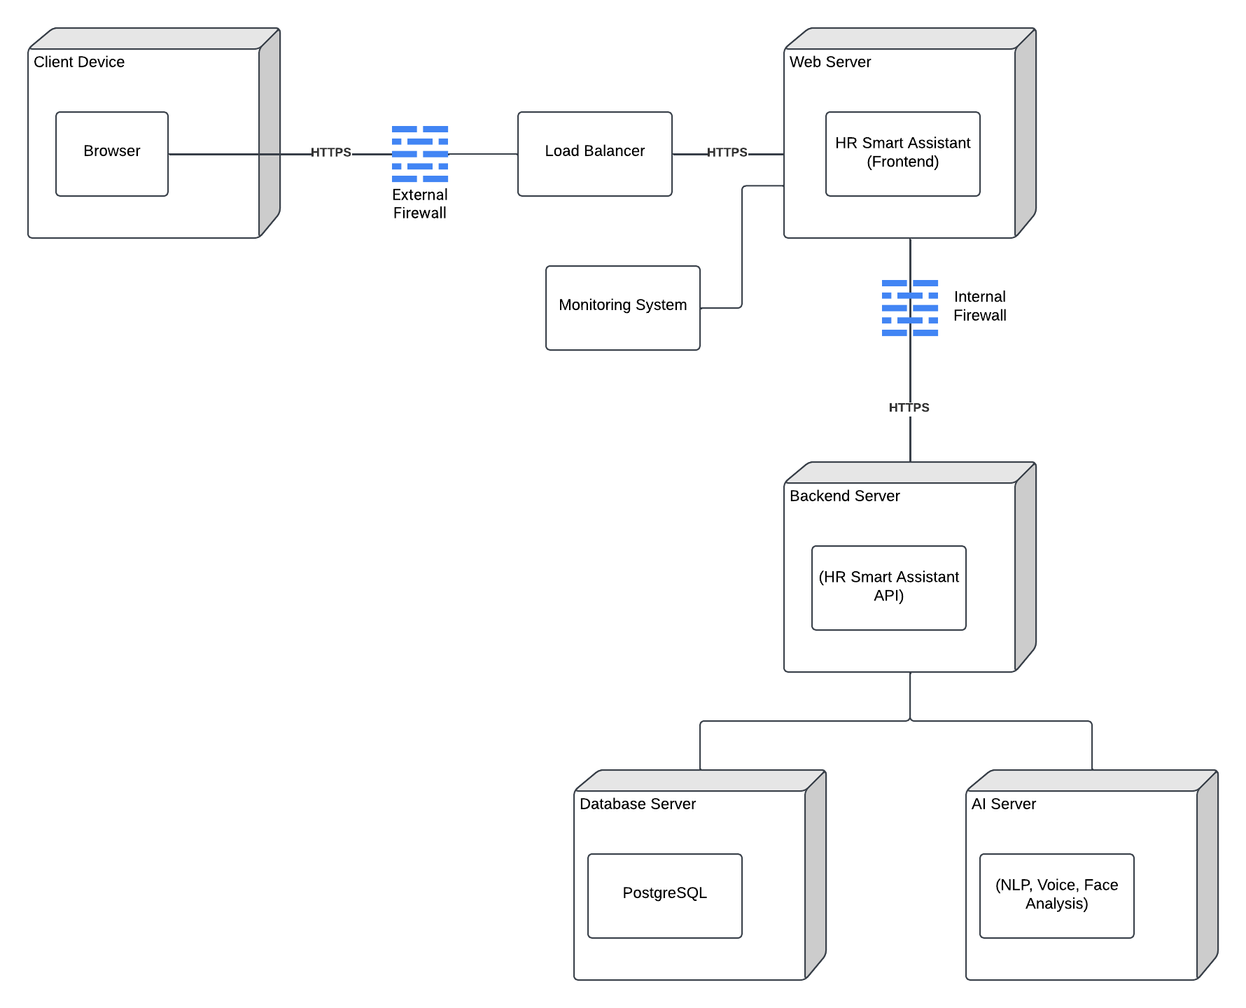 Client Device
Browser
HTTPS
External
Firewall
Load Balancer
HTTPS
Web Server
HR Smart Assistant
(Frontend)
Monitoring System
Internal
Firewall
HTTPS
Backend Server
(HR Smart Assistant
API)
Database Server
PostgreSQL
AI Server
(NLP, Voice, Face
Analysis)